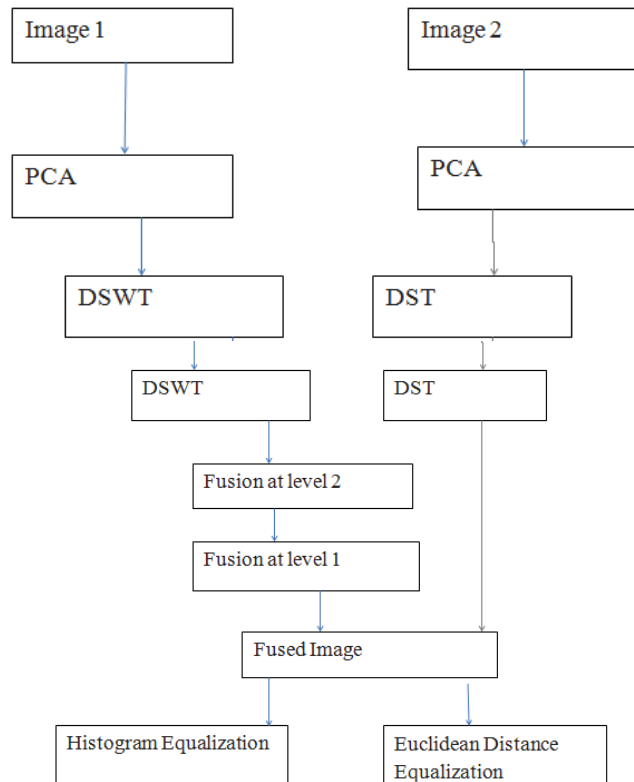 Image 1
Image 2
PCA
PCA
DSWT
DST
DSWT
DST
Fusion at level 2
Fusion at level 1
Fused Image
Histogram Equalization
Euclidean Distance
Equalization